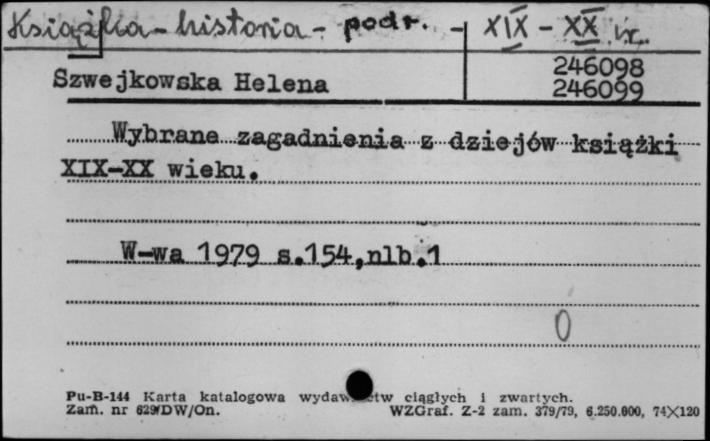 Książka - historia - podr. - XIX - XX w.
Szwejkowska Helena
246098
246099
Wybrane zagadnienia z dziejów książki
XIX-XX wieku.
W-wa 1979 s.154,nlb.1
0
Pu-B-144 Karta katalogowa wydaw ctw ciągłych i zwartych.
Zam. nr 629/DW/On. WZGraf. Z-2 zam. 379/79, 6.250.000, 74X120